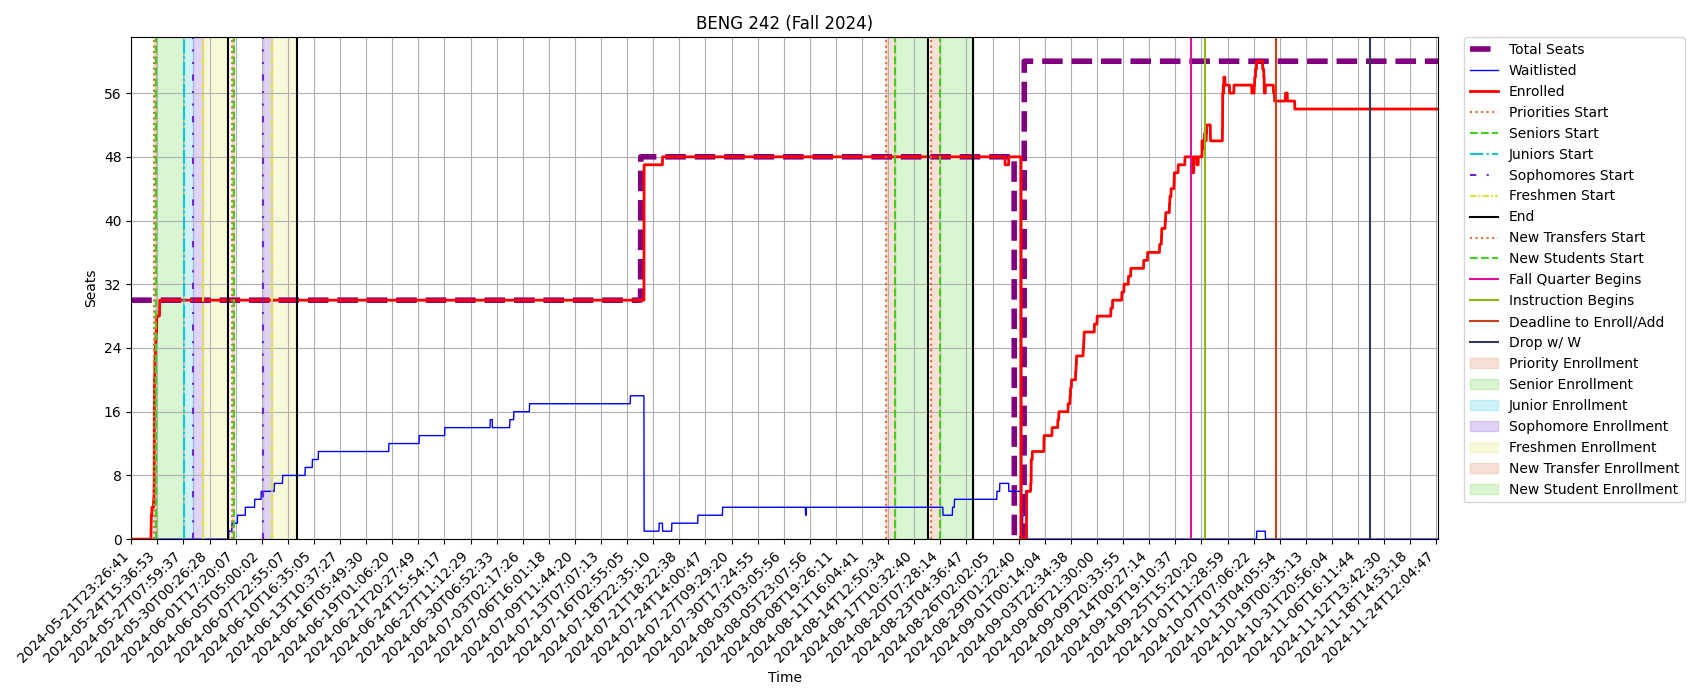 BENG 242 (Fall 2024)
Seats
56
48
40
32
24
16
8
0
2024-05-21T23:26:41
2024-05-24T15:36:53
2024-05-27T07:59:37
2024-05-30T00:26:28
2024-06-01T17:20:07
2024-06-05T05:00:02
2024-06-07T22:55:07
2024-06-10T16:35:05
2024-06-13T10:37:27
2024-06-16T05:49:30
2024-06-19T01:06:20
2024-06-21T20:27:49
2024-06-24T15:54:17
2024-06-27T11:12:29
2024-06-30T06:52:33
2024-07-03T02:17:26
2024-07-06T16:01:18
2024-07-09T11:44:20
2024-07-13T07:07:13
2024-07-16T02:55:05
2024-07-18T22:35:10
2024-07-21T18:22:38
2024-07-24T14:00:47
2024-07-27T09:29:20
2024-07-30T17:24:55
2024-08-03T03:05:56
2024-08-05T23:07:56
2024-08-08T19:26:11
2024-08-11T16:04:41
2024-08-14T12:50:34
2024-08-17T10:32:40
2024-08-20T07:28:14
2024-08-23T04:36:47
2024-08-26T02:02:05
2024-08-29T01:22:40
2024-09-01T00:14:04
2024-09-03T22:34:38
2024-09-06T21:30:00
2024-09-09T20:33:55
2024-09-14T00:27:14
2024-09-19T19:10:37
2024-09-25T15:20:20
2024-10-01T11:28:59
2024-10-07T07:06:22
2024-10-13T04:05:54
2024-10-19T00:35:13
2024-10-31T20:56:04
2024-11-06T16:11:44
2024-11-12T13:42:30
2024-11-18T14:53:18
2024-11-24T12:04:47
Time
Total Seats
Waitlisted
Enrolled
Priorities Start
Seniors Start
Juniors Start
Sophomores Start
Freshmen Start
End
New Transfers Start
New Students Start
Fall Quarter Begins
Instruction Begins
Deadline to Enroll/Add
Drop w/ W
Priority Enrollment
Senior Enrollment
Junior Enrollment
Sophomore Enrollment
Freshmen Enrollment
New Transfer Enrollment
New Student Enrollment